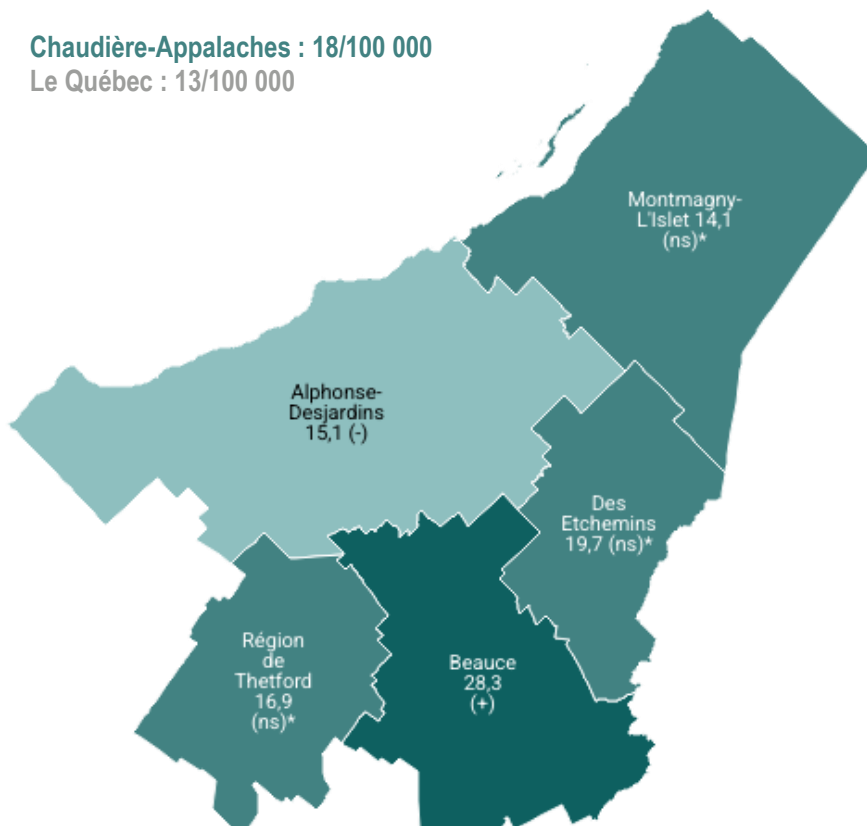 Chaudière-Appalaches : 18/100 000
Le Québec : 13/100 000
Montmagny-
L'Islet 14,1
(ns)*
Alphonse-
Desjardins
15,1 (-)
Des
Etchemins
19,7 (ns)*
Région
de
Thetford
16,9
(ns)*
Beauce
28,3
(+)